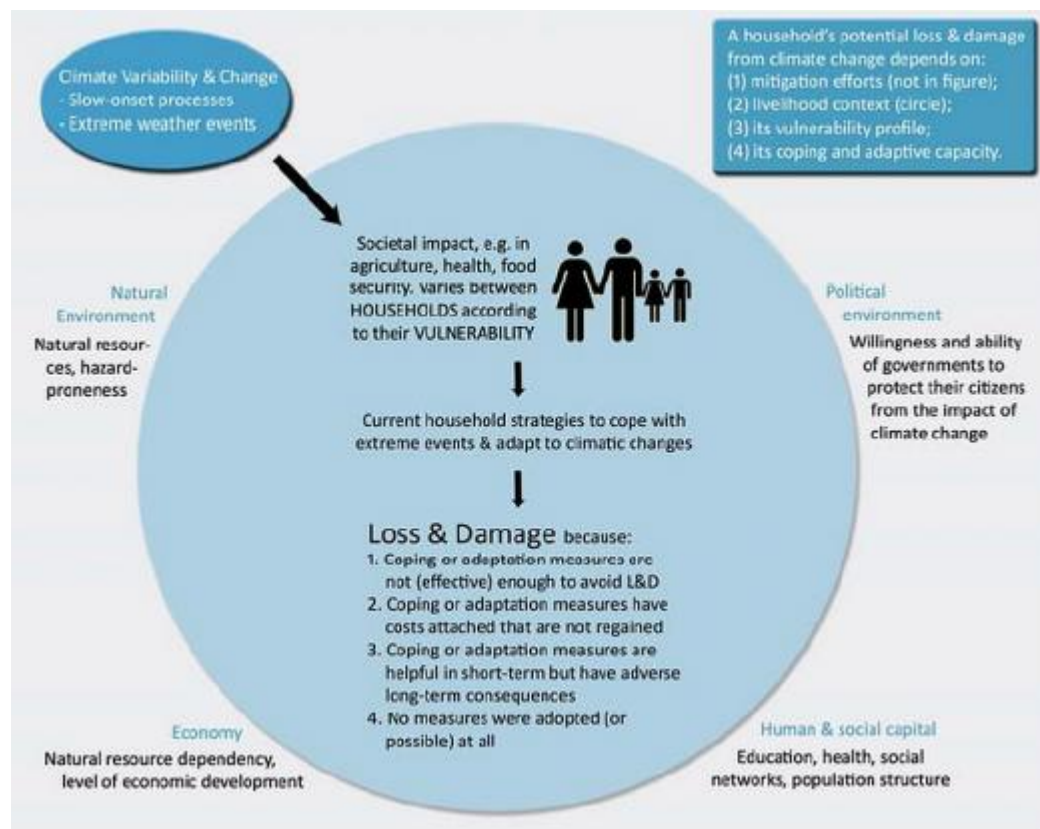 Climate Variability & Change
- Slow-onset processes
- Extreme weather events
A household's potential loss & damage
from climate change depends on:
(1) mitigation efforts (not in figure);
(2) livelihood context (circle);
(3) its vulnerability profile;
(4) its coping and adaptive capacity.
Societal impact, e.g. in
agriculture, health, food
security. Varies between
HOUSEHOLDS according
to their VULNERABILITY
Natural
Environment
Natural resour-
ces, hazard-
proneness
Political
environment
Willingness and ability
of governments to
protect their citizens
from the impact of
climate change
Current household strategies to cope with
extreme events & adapt to climatic changes
Loss & Damage because:
1. Coping or adaptation measures are
not (effective) enough to avoid L&D
2. Coping or adaptation measures have
costs attached that are not regained
3. Coping or adaptation measures are
helpful in short-term but have adverse
long-term consequences
4. No measures were adopted (or
possible) at all
Economy
Natural resource dependency,
level of economic development
Human & social capital
Education, health, social
networks, population structure